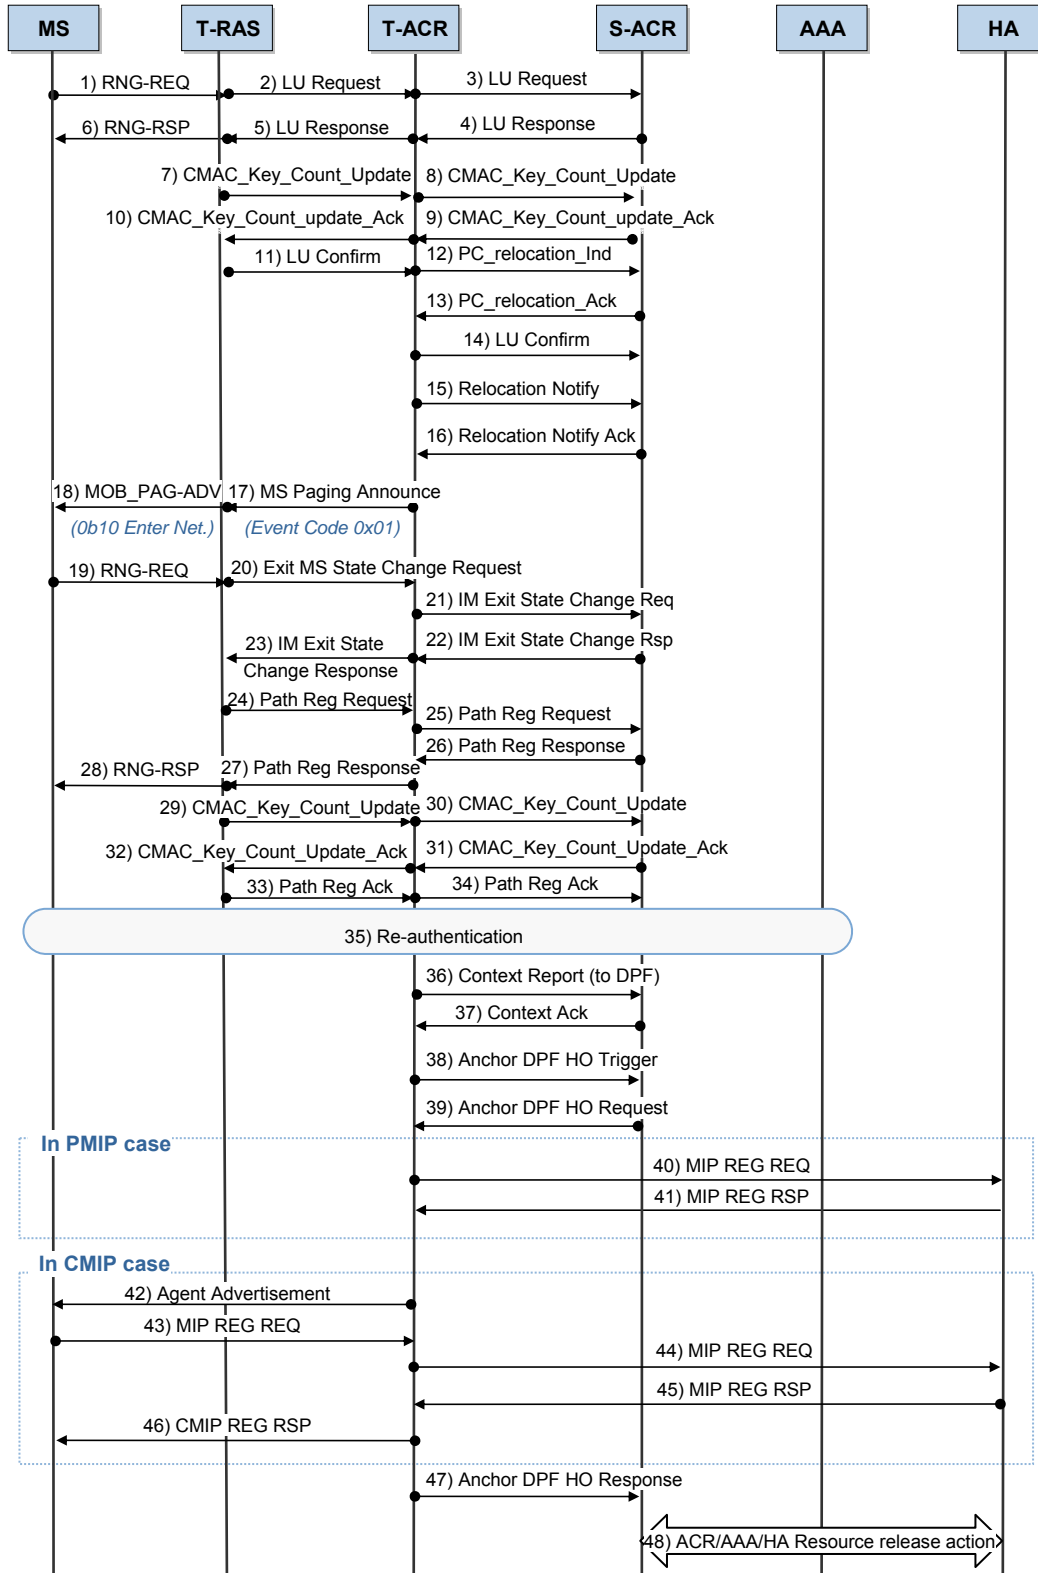 MS T-RAS T-ACR S-ACR AAA HA
1) RNG-REQ 2) LU Request 3) LU Request
6) RNG-RSP 5) LU Response 4) LU Response
7) CMAC_Key_Count_Update 8) CMAC_Key_Count_Update
10) CMAC_Key_Count_update_Ack 9) CMAC_Key_Count_update_Ack
11) LU Confirm 12) PC_relocation_Ind
13) PC_relocation_Ack
14) LU Confirm
15) Relocation Notify
16) Relocation Notify Ack
18) MOB_PAG-ADV 17) MS Paging Announce
(0b10 Enter Net.) (Event Code 0x01)
19) RNG-REQ 20) Exit MS State Change Request
21) IM Exit State Change Req
23) IM Exit State 22) IM Exit State Change Rsp
Change Response
24) Path Reg Request
25) Path Reg Request
26) Path Reg Response
28) RNG-RSP 27) Path Reg Response
29) CMAC_Key_Count_Update 30) CMAC_Key_Count_Update
32) CMAC_Key_Count_Update_Ack 31) CMAC_Key_Count_Update_Ack
33) Path Reg Ack 34) Path Reg Ack
35) Re-authentication
36) Context Report (to DPF)
37) Context Ack
38) Anchor DPF HO Trigger
39) Anchor DPF HO Request
In PMIP case
40) MIP REG REQ
41) MIP REG RSP
In CMIP case
42) Agent Advertisement
43) MIP REG REQ
44) MIP REG REQ
45) MIP REG RSP
46) CMIP REG RSP
47) Anchor DPF HO Response
48) ACR/AAA/HA Resource release action